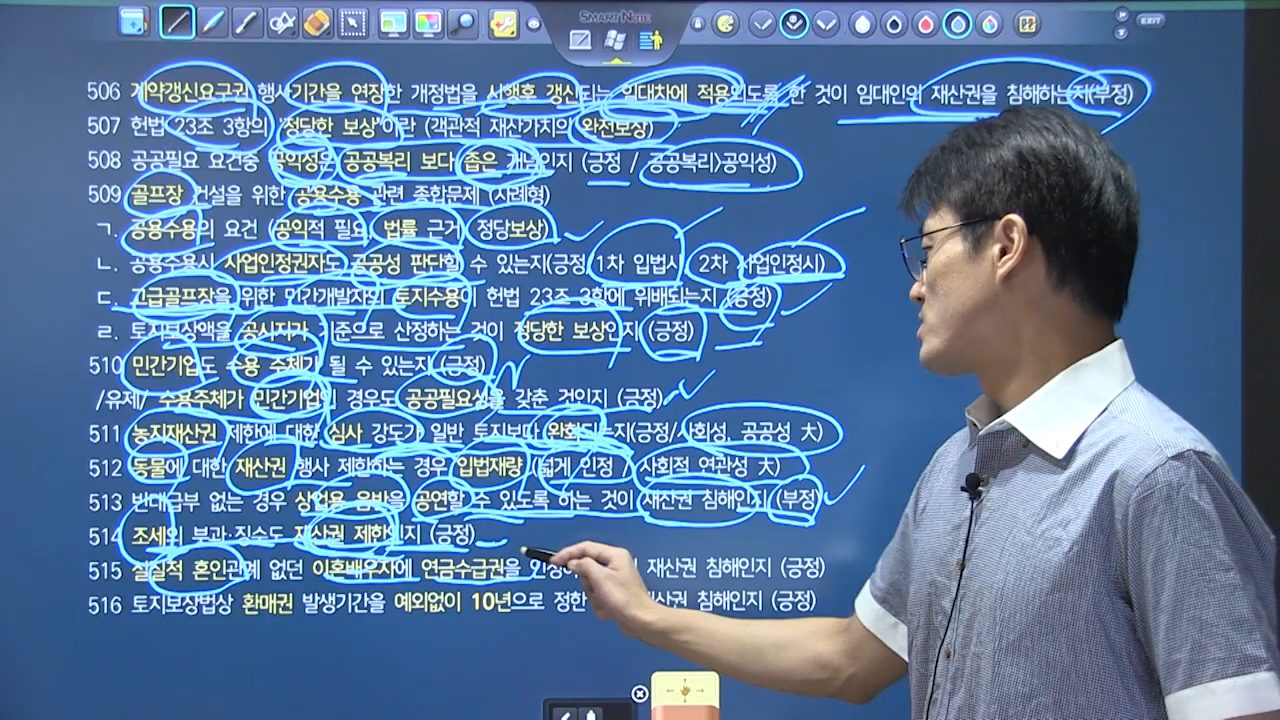 SMART NOTE
EXIT
506 계약갱신요구권 행사기간을 연장한 개정법을 시행후 갱신되는 임대차에 적용되도록 한 것이 임대인의 재산권을 침해하는지(부정)
507 헌법 23조 3항의 '정당한 보상'이란 (객관적 재산가치의 완전보상)
508 공공필요 요건중 공익성은 공공복리 보다 좁은 개념인지 (긍정 / 공공복리>공익성)
509 골프장 건설을 위한 공용수용 관련 종합문제 (사례형)
ㄱ. 공용수용의 요건 (공익적 필요, 법률 근거, 정당보상)
ㄴ. 공용수용시 사업인정권자도 공공성 판단할 수 있는지(긍정, 1차 입법시, 2차 사업인정시)
ㄷ. 고급골프장을 위한 민간개발자의 토지수용이 헌법 23조 3항에 위배되는지 (긍정)
ㄹ. 토지보상액을 공시지가 기준으로 산정하는 것이 정당한 보상인지 (긍정)
510 민간기업도 수용 주체가 될 수 있는지 (긍정)
/유제/ 수용주체가 민간기업인 경우도 공공필요성을 갖춘 것인지 (긍정)
511 농지재산권 제한에 대한 심사 강도가 일반 토지보다 완화되는지(긍정/사회성, 공공성 大)
512 동물에 대한 재산권 행사 제한하는 경우 입법재량 (넓게 인정 / 사회적 연관성 大)
513 반대급부 없는 경우 상업용 음반을 공연할 수 있도록 하는 것이 재산권 침해인지 (부정)
514 조세의 부과·징수도 재산권 제한인지 (긍정)
515 실질적 혼인관계 없던 이혼배우자에 연금수급권을 재산권 침해인지 (긍정)
516 토지보상법상 환매권 발생기간을 예외없이 10년으로 정한 재산권 침해인지 (긍정)